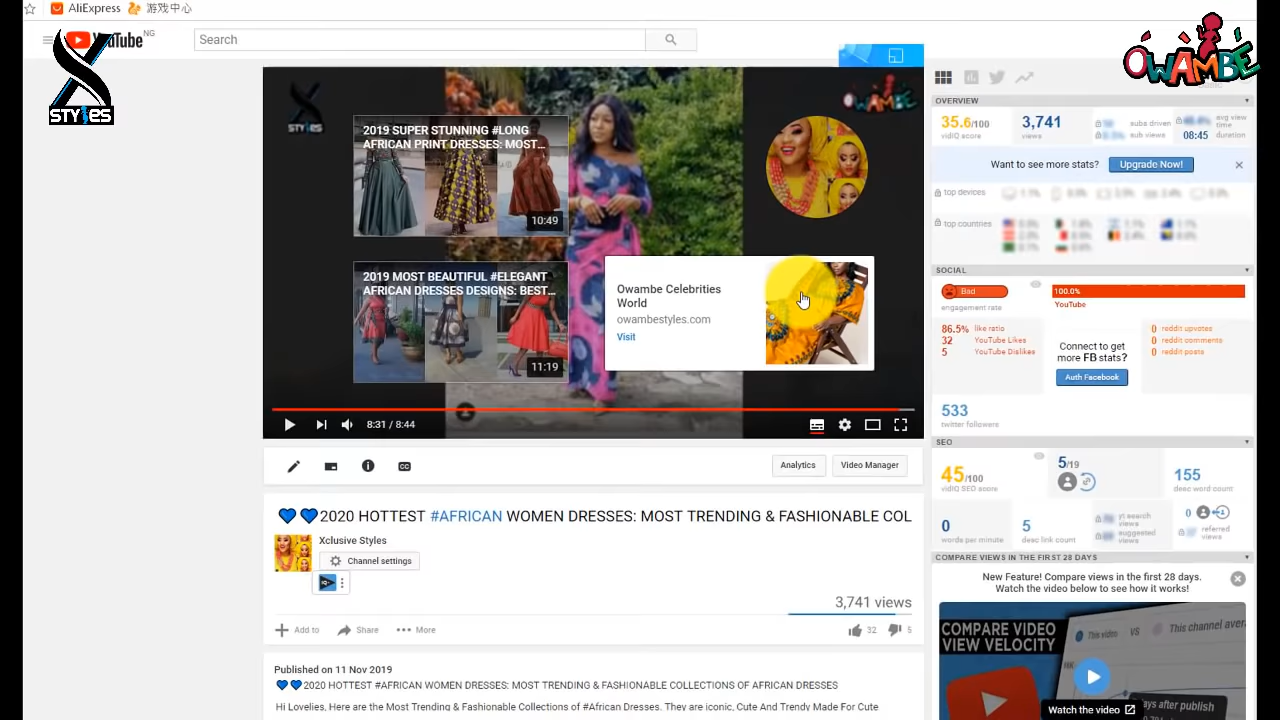 AliExpress 游戏中心
YouTube NG
Search
X
STYLES
OWAMBE
STYLES
OWAMBE
2019 SUPER STUNNING #LONG
AFRICAN PRINT DRESSES: MOST...
10:49
2019 MOST BEAUTIFUL #ELEGANT
AFRICAN DRESSES DESIGNS: BEST...
11:19
Owambe Celebrities
World
owambestyles.com
Visit
8:31 / 8:44
Analytics
Video Manager
💙💙2020 HOTTEST #AFRICAN WOMEN DRESSES: MOST TRENDING & FASHIONABLE COL
Xclusive Styles
Channel settings
3,741 views
Add to
Share
More
32
5
Published on 11 Nov 2019
💙💙2020 HOTTEST #AFRICAN WOMEN DRESSES: MOST TRENDING & FASHIONABLE COLLECTIONS OF AFRICAN DRESSES
Hi Lovelies, Here are the Most Trending & Fashionable Collections of #African Dresses. They are iconic, Cute And Trendy Made For Cute
OVERVIEW
35.6/100
vidIQ score
3,741
views
subs driven
sub views
avg view
time
08:45
duration
Want to see more stats?
Upgrade Now!
top devices
top countries
SOCIAL
Bad
engagement rate
100.0%
YouTube
86.5% like ratio
32 YouTube Likes
5 YouTube Dislikes
Connect to get
more FB stats?
Auth Facebook
0 reddit upvotes
0 reddit comments
0 reddit posts
533
twitter followers
SEO
45/100
vidIQ SEO score
5/19
155
desc word count
0
words per minute
5
desc link count
yt search
views
suggested
views
0
referred
views
COMPARE VIEWS IN THE FIRST 28 DAYS
New Feature! Compare views in the first 28 days.
Watch the video below to see how it works!
COMPARE VIDEO
VIEW VELOCITY
This video
VS
This channel aver
Watch the video
ays after publish